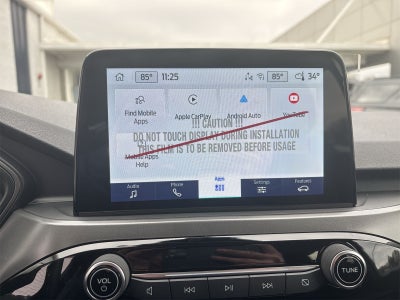 85° 11:25 85° 34°
Find Mobile Apps
Apple CarPlay
Android Auto
YouTube
!!! CAUTION !!!
DO NOT TOUCH DISPLAY DURING INSTALLATION
THIS FILM IS TO BE REMOVED BEFORE USAGE
Mobile Apps
Help
Audio Phone Apps Settings Features
VOL TUNE